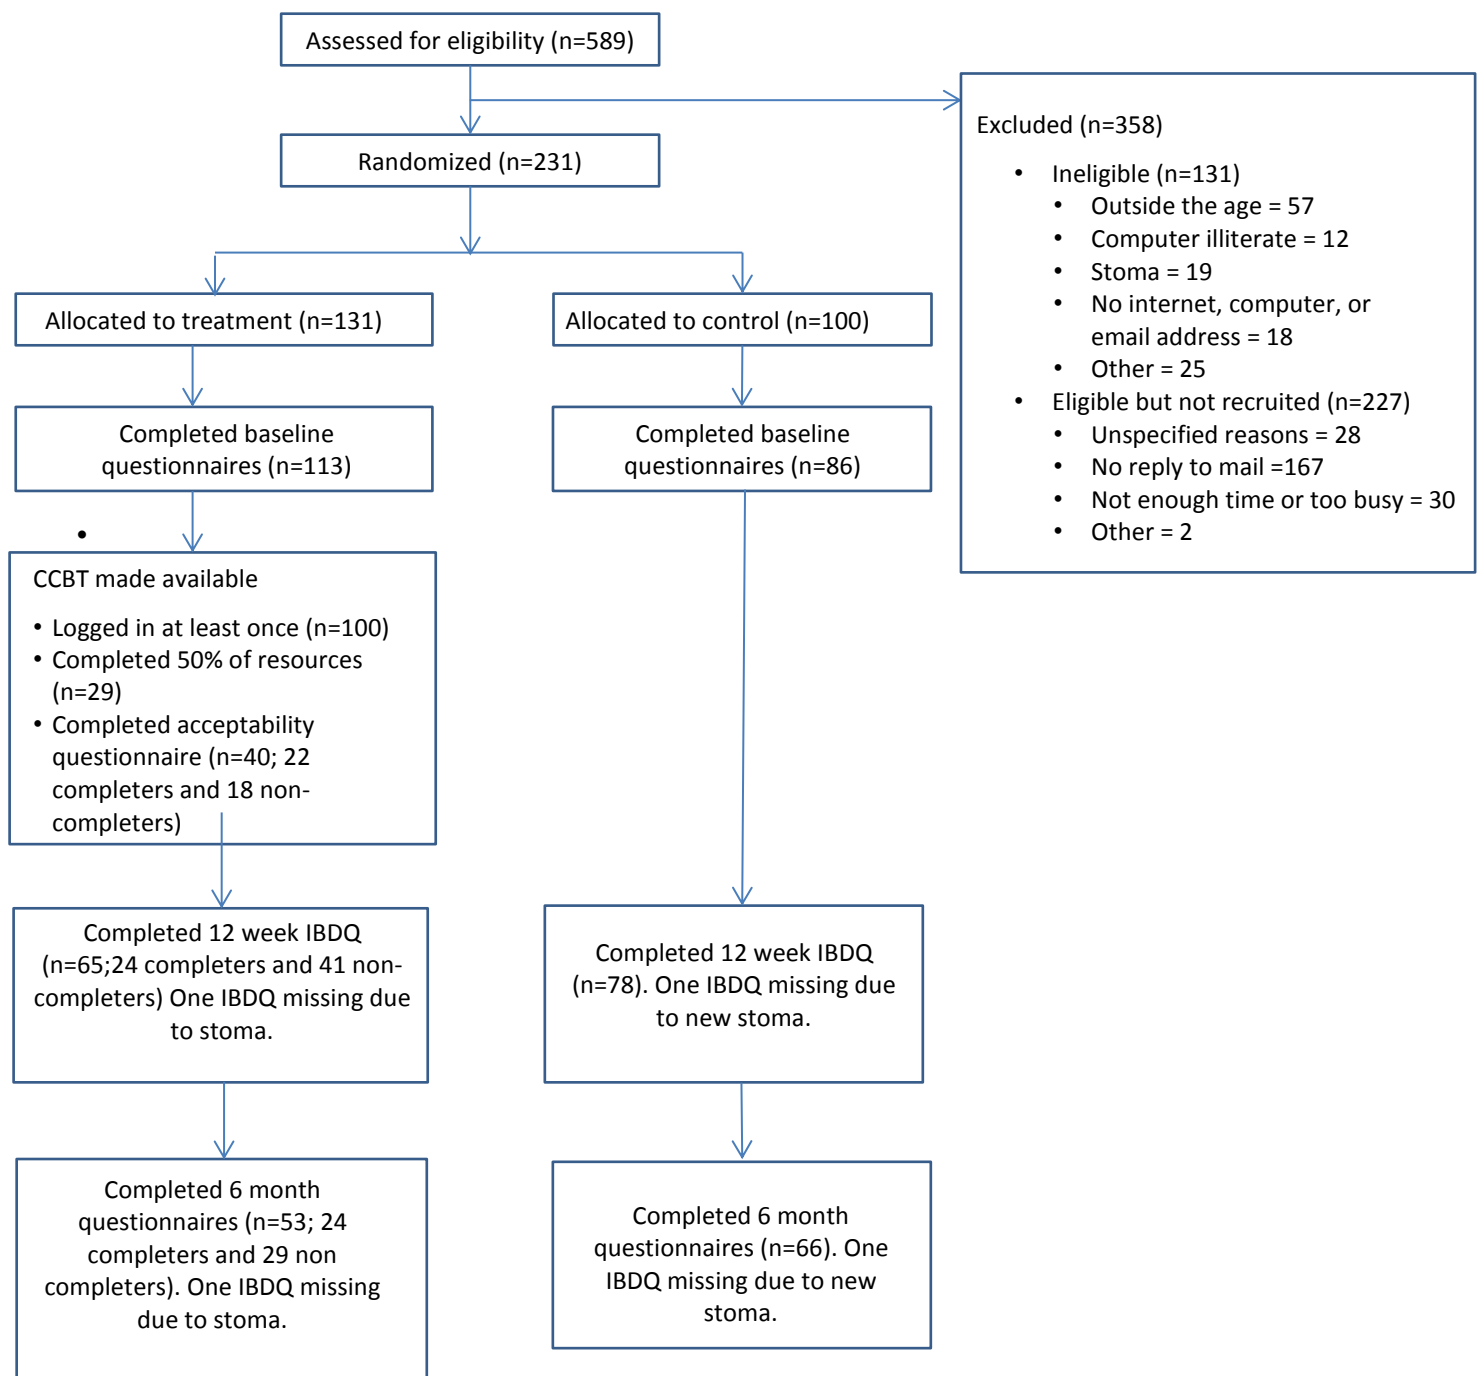 Assessed for eligibility (n=589)
Excluded (n=358)
• Ineligible (n=131)
• Outside the age = 57
• Computer illiterate = 12
• Stoma = 19
• No internet, computer, or
email address = 18
• Other = 25
• Eligible but not recruited (n=227)
• Unspecified reasons = 28
• No reply to mail =167
• Not enough time or too busy = 30
• Other = 2
Randomized (n=231)
Allocated to treatment (n=131)
Allocated to control (n=100)
Completed baseline
questionnaires (n=113)
Completed baseline
questionnaires (n=86)
•
CCBT made available
• Logged in at least once (n=100)
• Completed 50% of resources
(n=29)
• Completed acceptability
questionnaire (n=40; 22
completers and 18 non-
completers)
Completed 12 week IBDQ
(n=65;24 completers and 41 non-
completers) One IBDQ missing due
to stoma.
Completed 12 week IBDQ
(n=78). One IBDQ missing due
to new stoma.
Completed 6 month
questionnaires (n=53; 24
completers and 29 non
completers). One IBDQ missing
due to stoma.
Completed 6 month
questionnaires (n=66). One
IBDQ missing due to new
stoma.